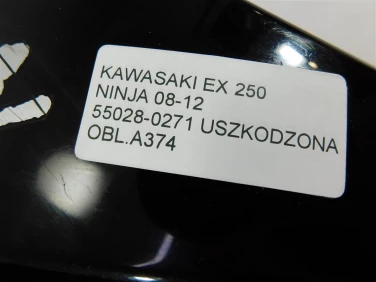 KAWASAKI EX 250
NINJA 08-12
55028-0271 USZKODZONA
OBL.A374